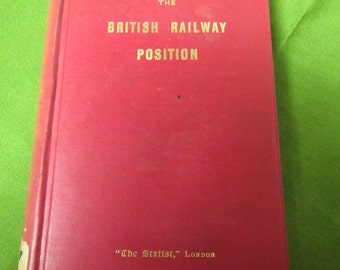 THE
BRITISH RAILWAY
POSITION
"The Statist," LONDON